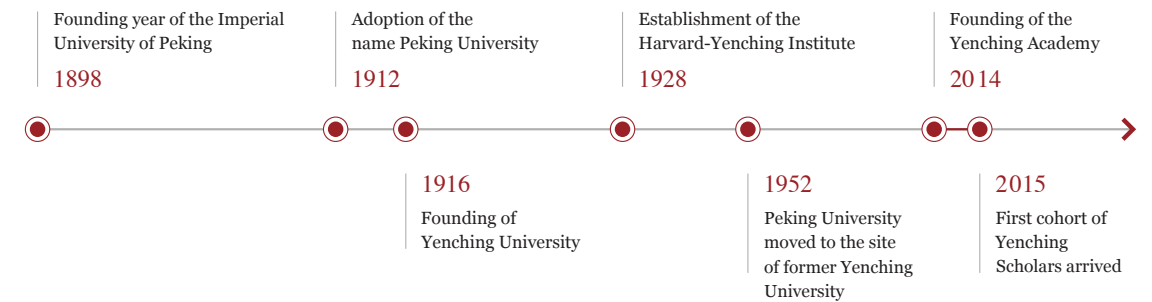 Founding year of the Imperial
University of Peking
1898
Adoption of the
name Peking University
1912
Establishment of the
Harvard-Yenching Institute
1928
Founding of the
Yenching Academy
2014
1916
Founding of
Yenching University
1952
Peking University
moved to the site
of former Yenching
University
2015
First cohort of
Yenching
Scholars arrived